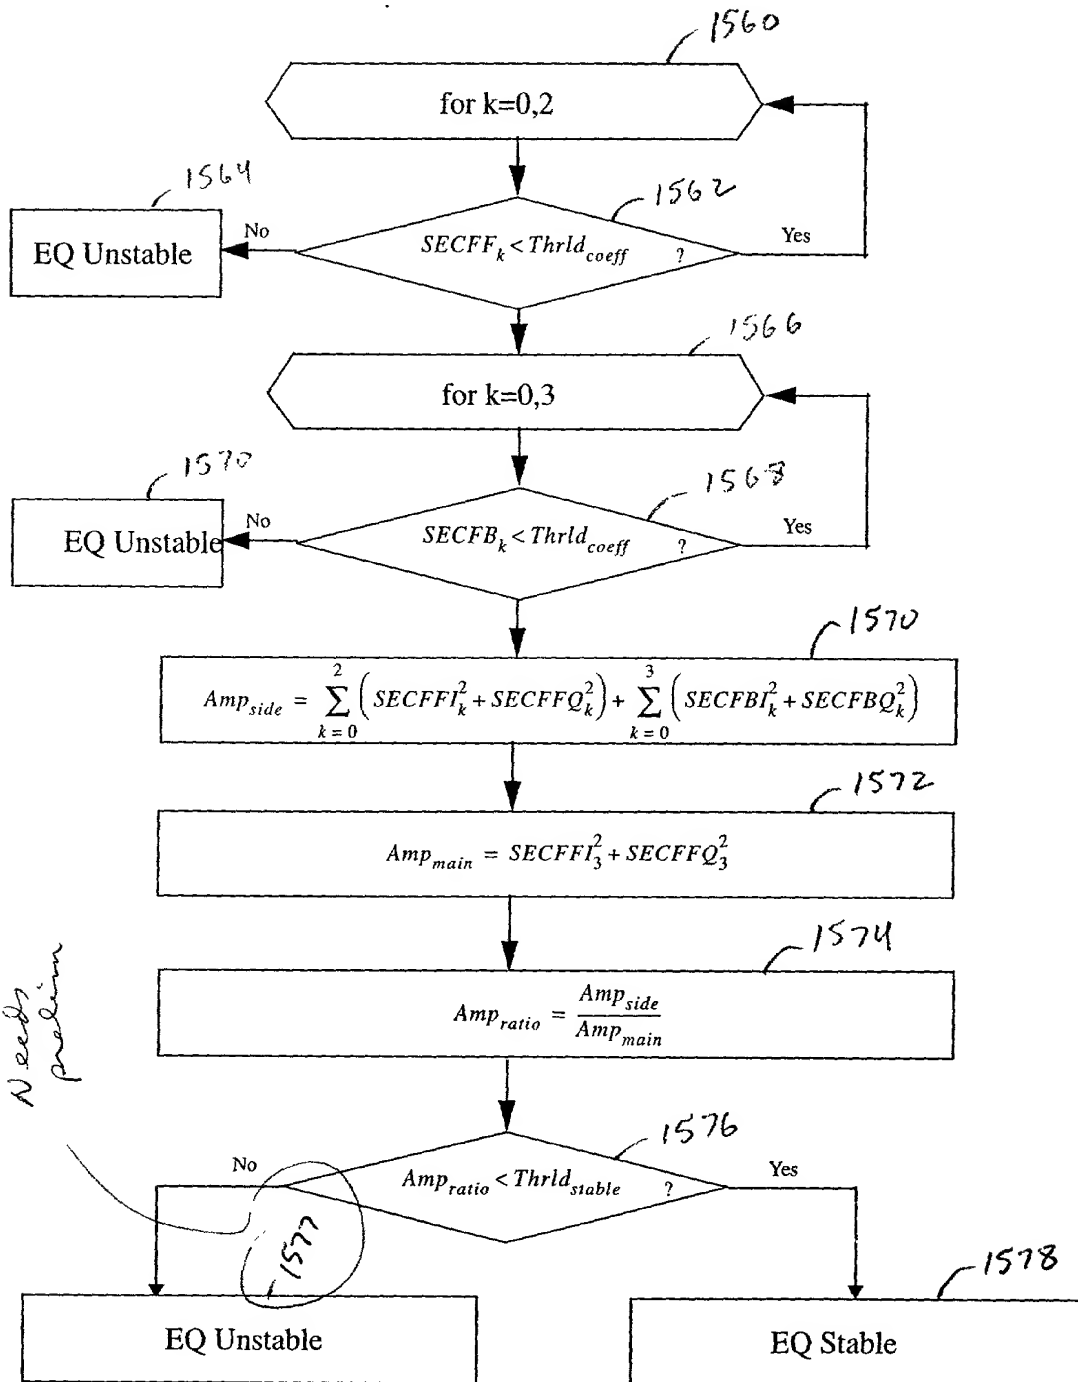 1560
for k=0,2
1564
1562
EQ Unstable
No
SECFF_k < Thrld_coeff ?
Yes
1566
for k=0,3
1570
1568
EQ Unstable
No
SECFB_k < Thrld_coeff ?
Yes
1570
Amp_side = \sum_{k = 0}^{2} (SECFFI_k^2 + SECFFQ_k^2) + \sum_{k = 0}^{3} (SECFBI_k^2 + SECFBQ_k^2)
1572
Amp_main = SECFFI_3^2 + SECFFQ_3^2
1574
Amp_ratio = Amp_side / Amp_main
Needs
1576
No
Amp_ratio < Thrld_stable ?
Yes
1577
1578
EQ Unstable
EQ Stable